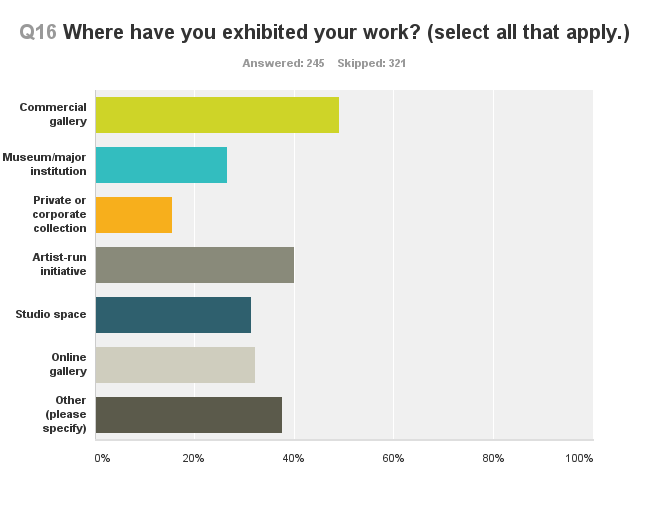 Q16 Where have you exhibited your work? (select all that apply.)
Answered: 245 Skipped: 321
Commercial
gallery
Museum/major
institution
Private or
corporate
collection
Artist-run
initiative
Studio space
Online
gallery
Other
(please
specify)
0% 20% 40% 60% 80% 100%